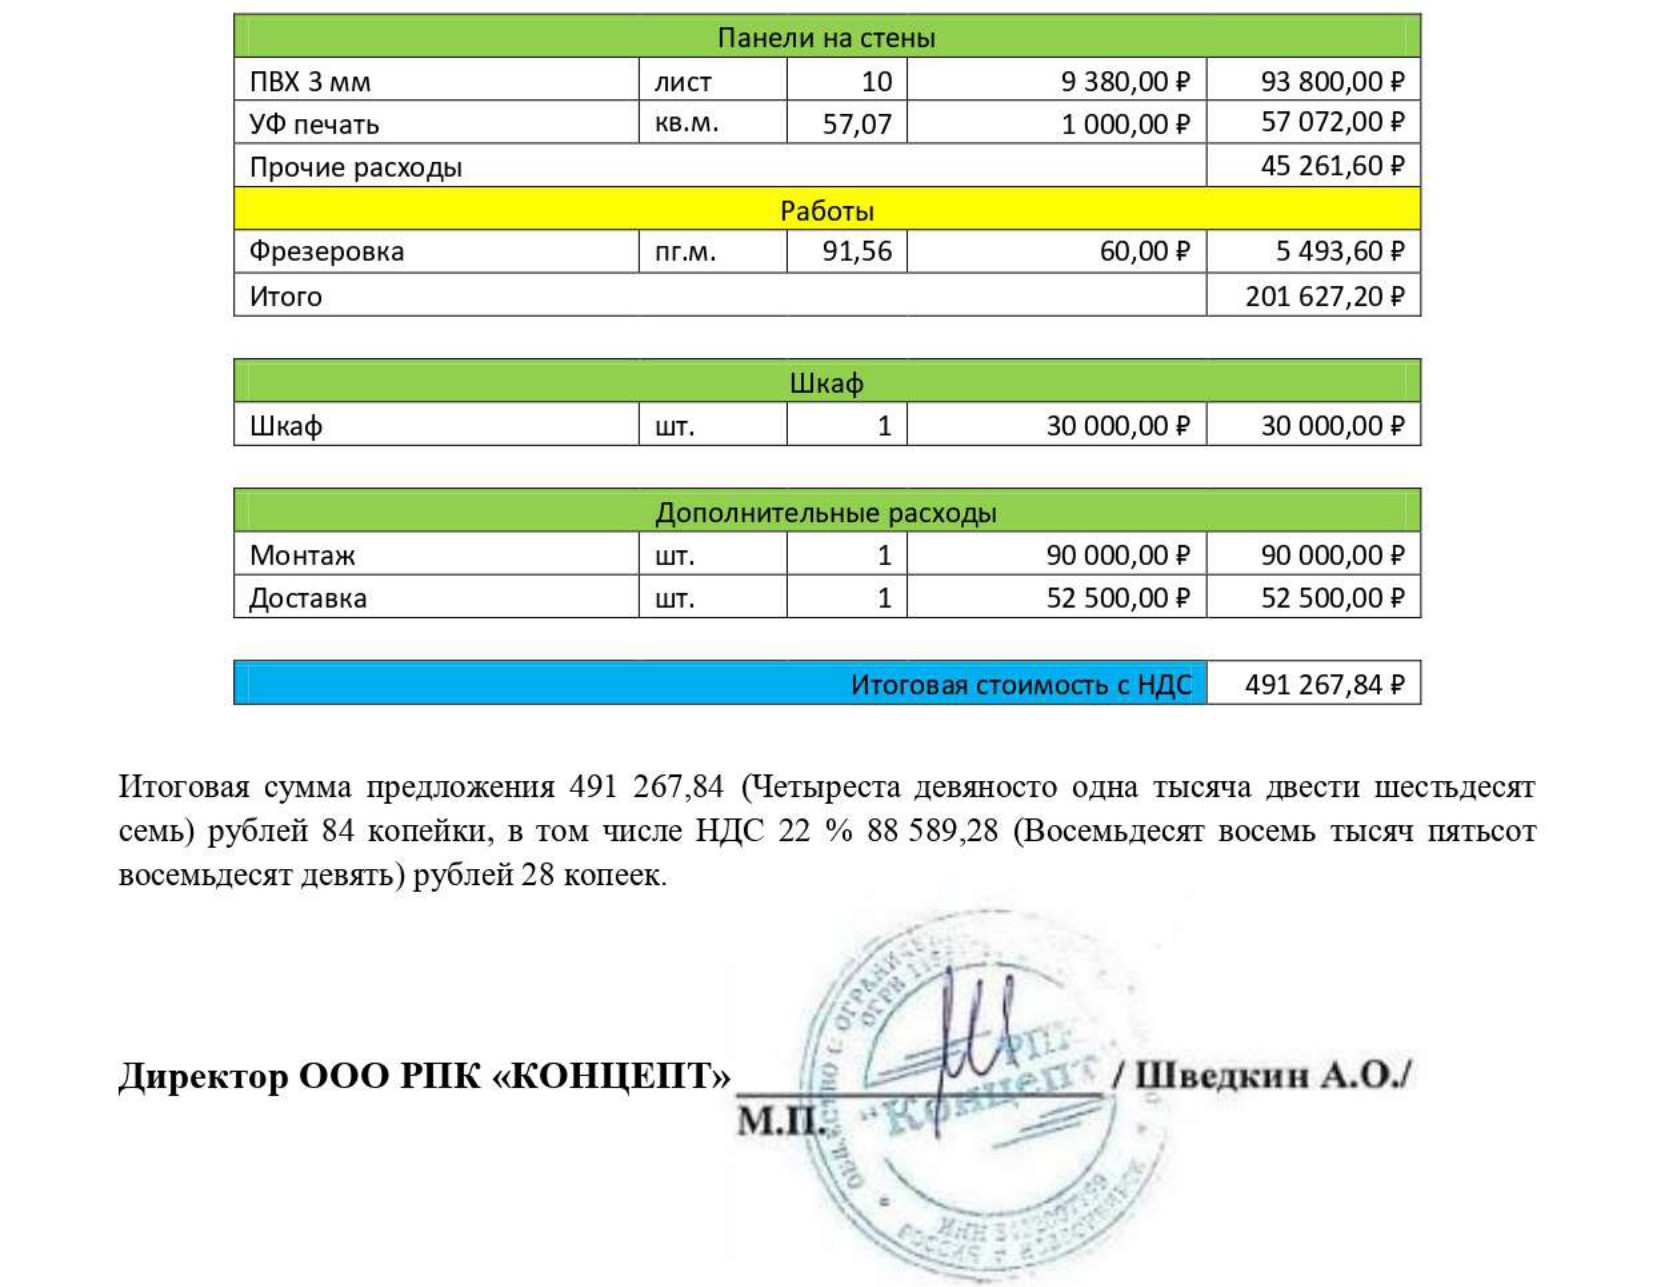 Панели на стены
ПВХ 3 мм лист 10 9 380,00 ₽ 93 800,00 ₽
УФ печать кв.м. 57,07 1 000,00 ₽ 57 072,00 ₽
Прочие расходы 45 261,60 ₽
Работы
Фрезеровка пг.м. 91,56 60,00 ₽ 5 493,60 ₽
Итого 201 627,20 ₽
Шкаф
Шкаф шт. 1 30 000,00 ₽ 30 000,00 ₽
Дополнительные расходы
Монтаж шт. 1 90 000,00 ₽ 90 000,00 ₽
Доставка шт. 1 52 500,00 ₽ 52 500,00 ₽
Итоговая стоимость с НДС 491 267,84 ₽
Итоговая сумма предложения 491 267,84 (Четыреста девяносто одна тысяча двести шестьдесят
семь) рублей 84 копейки, в том числе НДС 22 % 88 589,28 (Восемьдесят восемь тысяч пятьсот
восемьдесят девять) рублей 28 копеек.
Директор ООО РПК «КОНЦЕПТ» / Шведкин А.О./
М.П.
РПК
"Концепт"
ОГРН
ИНН